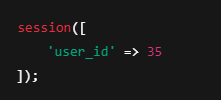 session([
    'user_id' => 35
]);